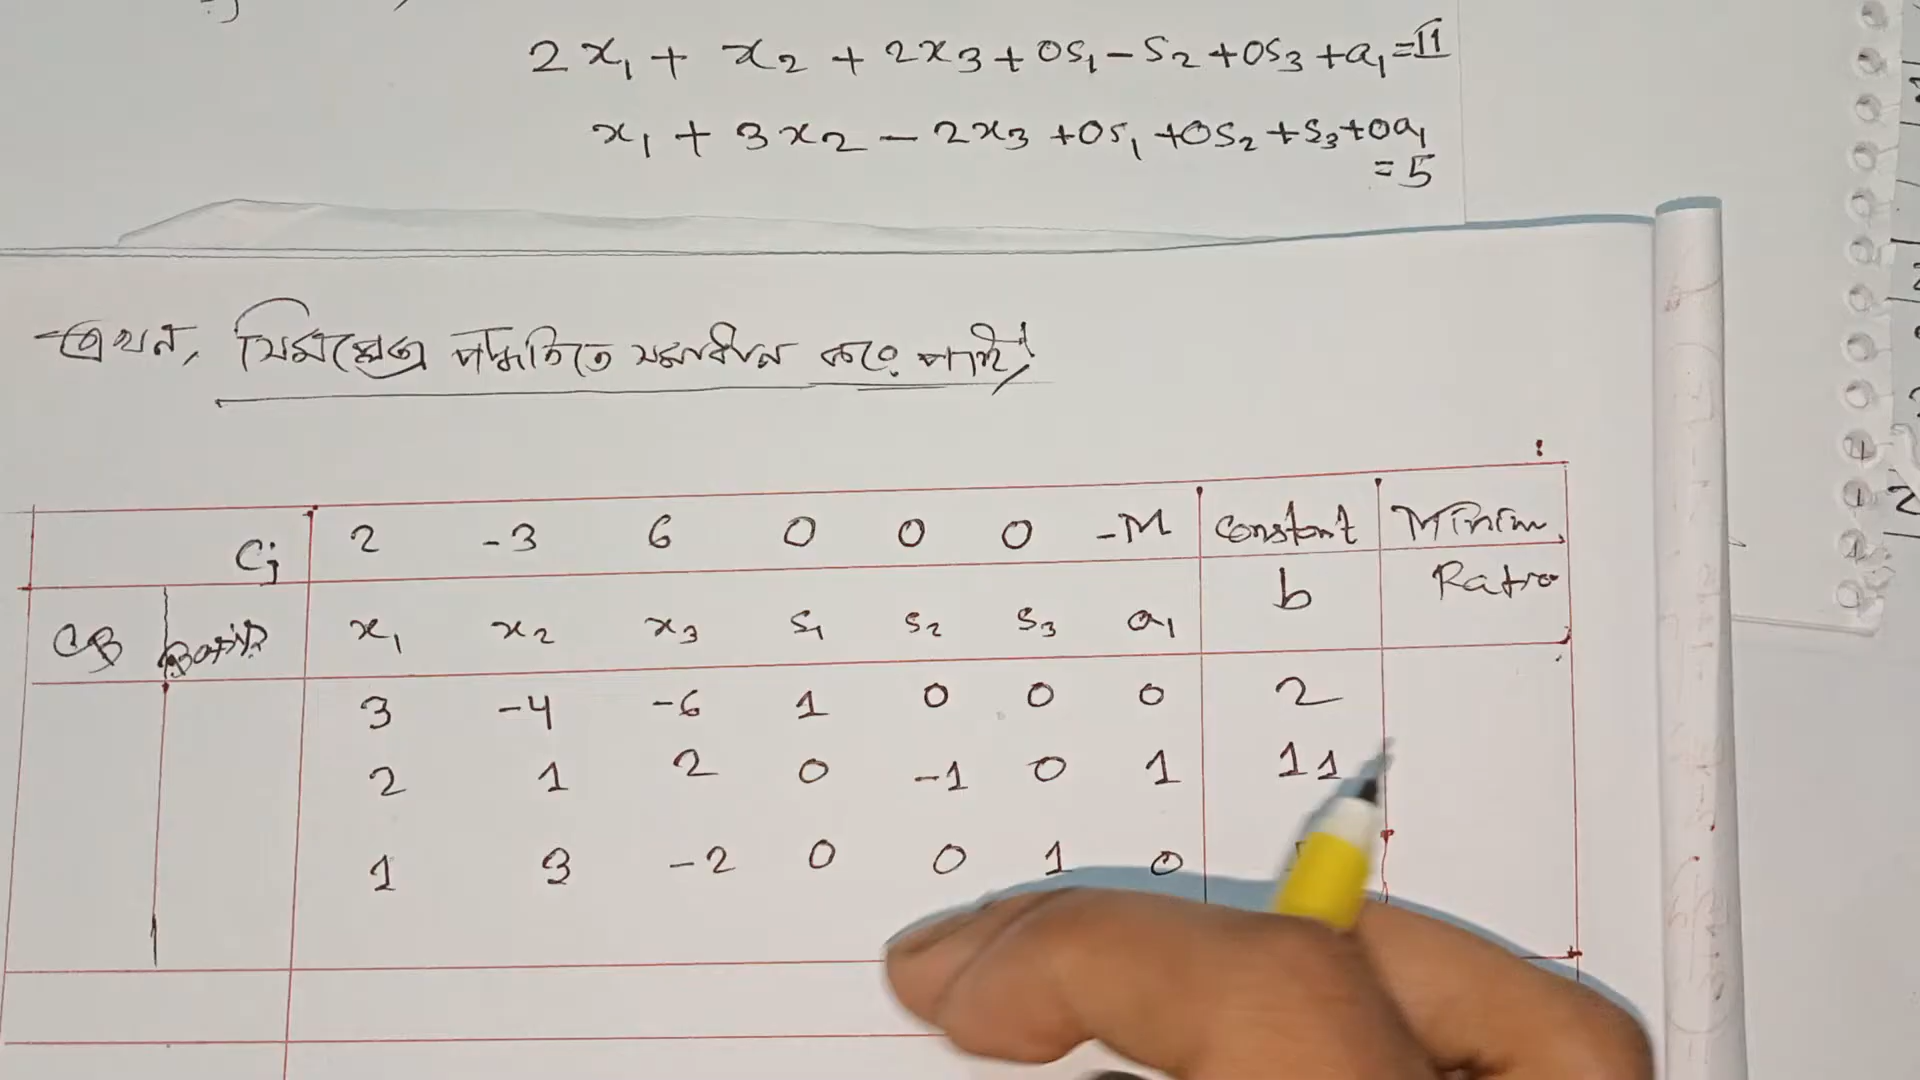 2x₁ + x₂ + 2x₃ + 0s₁ - s₂ + 0s₃ + a₁ = 11
x₁ + 3x₂ - 2x₃ + 0s₁ + 0s₂ + s₃ + 0a₁
= 5
এখন, সিমপ্লেক্স পদ্ধতিতে সমাধান করে পাই,
Cj 2 -3 6 0 0 0 -M Constant Minim.
CB Basis x₁ x₂ x₃ s₁ s₂ s₃ a₁ b Ratio
3 -4 -6 1 0 0 0 2
2 1 2 0 -1 0 1 11
1 3 -2 0 0 1 0